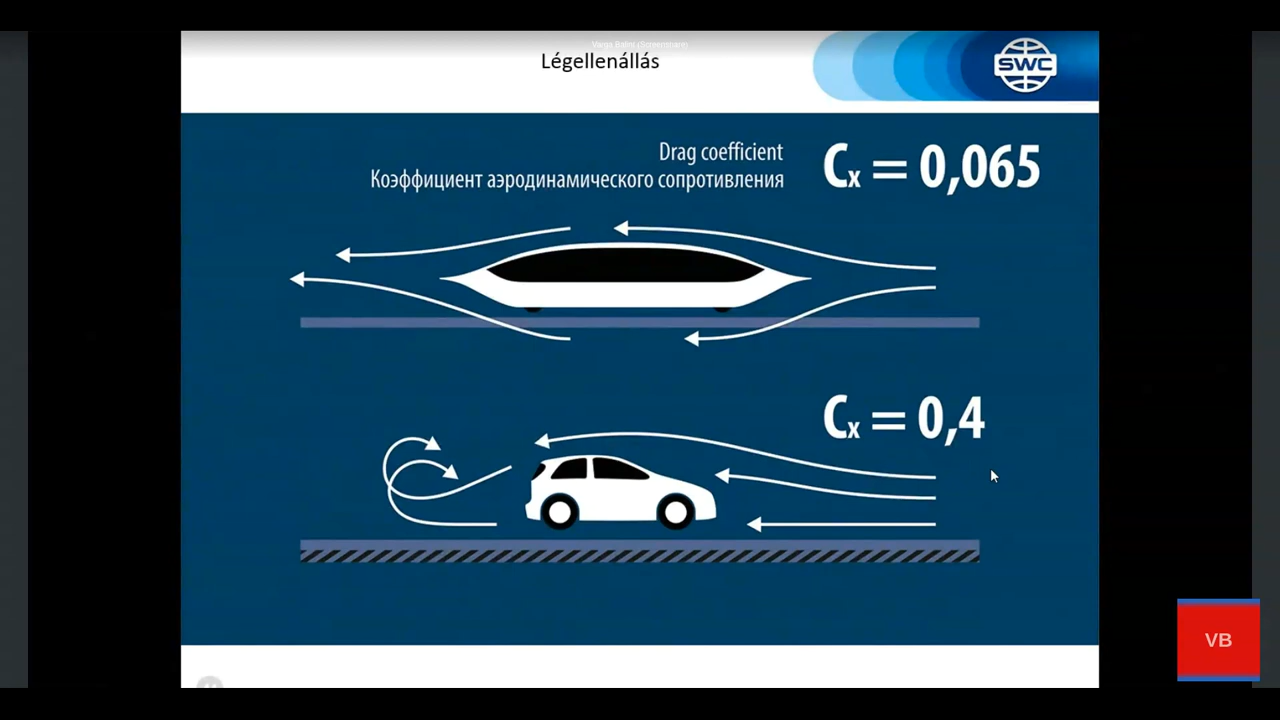 Légellenállás
SWC
Drag coefficient
Коэффициент аэродинамического сопротивления
Cx = 0,065
Cx = 0,4
VB